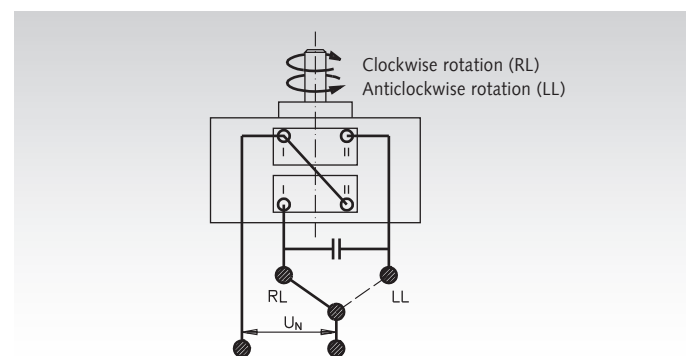 Clockwise rotation (RL)
Anticlockwise rotation (LL)
I II
I II
RL LL
UN